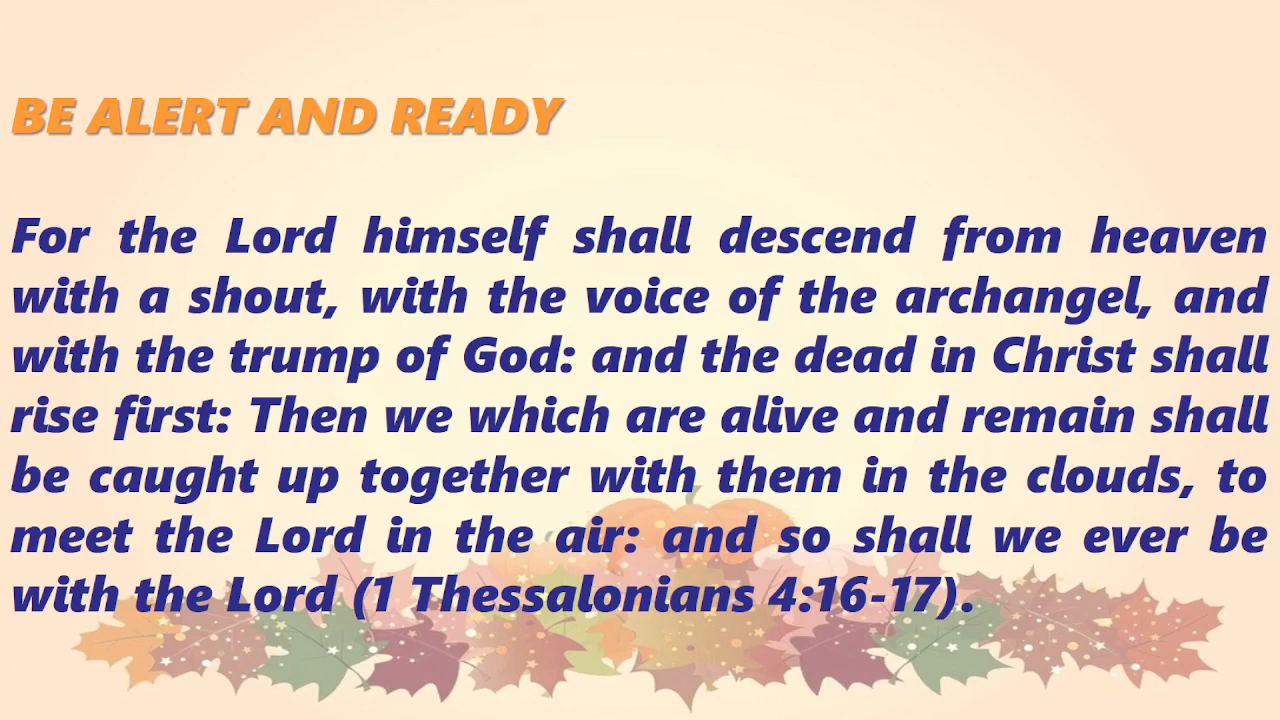 BE ALERT AND READY
For the Lord himself shall descend from heaven
with a shout, with the voice of the archangel, and
with the trump of God: and the dead in Christ shall
rise first: Then we which are alive and remain shall
be caught up together with them in the clouds, to
meet the Lord in the air: and so shall we ever be
with the Lord (1 Thessalonians 4:16-17).